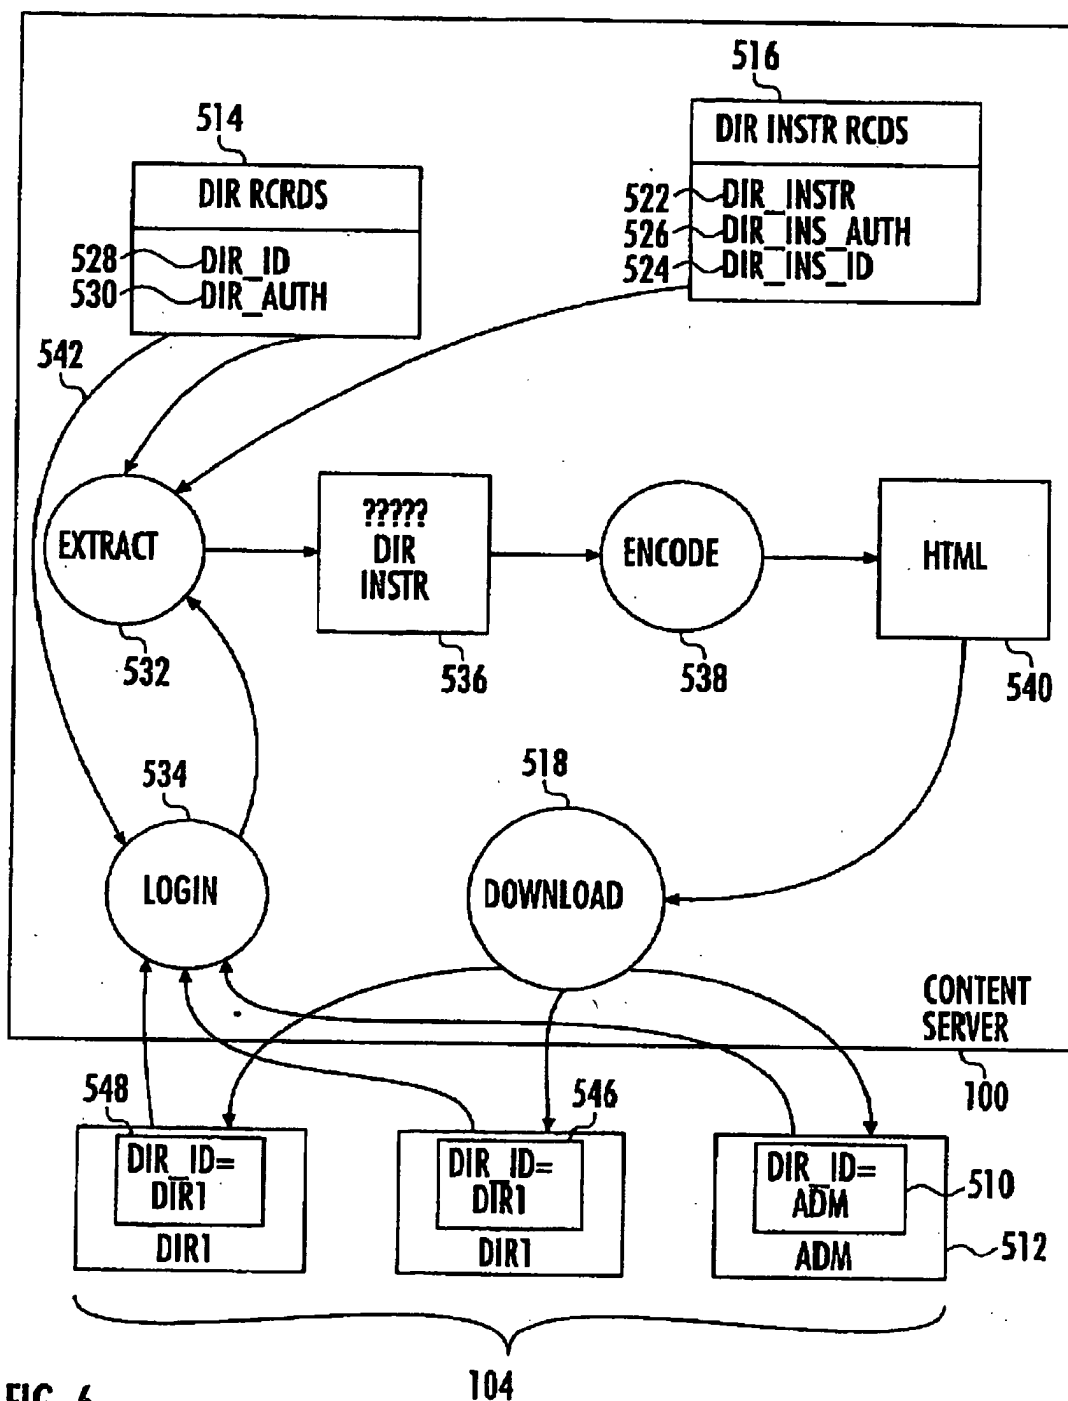 516
DIR INSTR RCDS
522 DIR_INSTR
526 DIR_INS_AUTH
524 DIR_INS_ID
514
DIR RCRDS
528 DIR_ID
530 DIR_AUTH
542
EXTRACT
532
?????
DIR
INSTR
536
ENCODE
538
HTML
540
534
LOGIN
518
DOWNLOAD
CONTENT
SERVER
100
548
DIR_ID=
DIR1
DIR1
546
DIR_ID=
DIR1
DIR1
DIR_ID=
ADM
510
ADM
512
104
FIG. 6